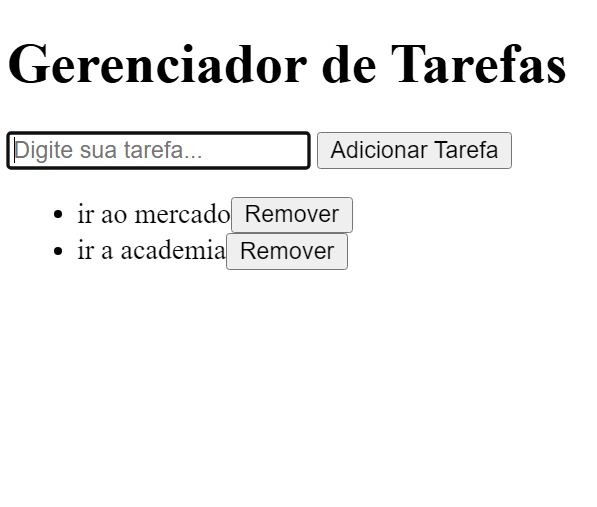 Gerenciador de Tarefas
Digite sua tarefa... Adicionar Tarefa
ir ao mercado Remover
ir a academia Remover